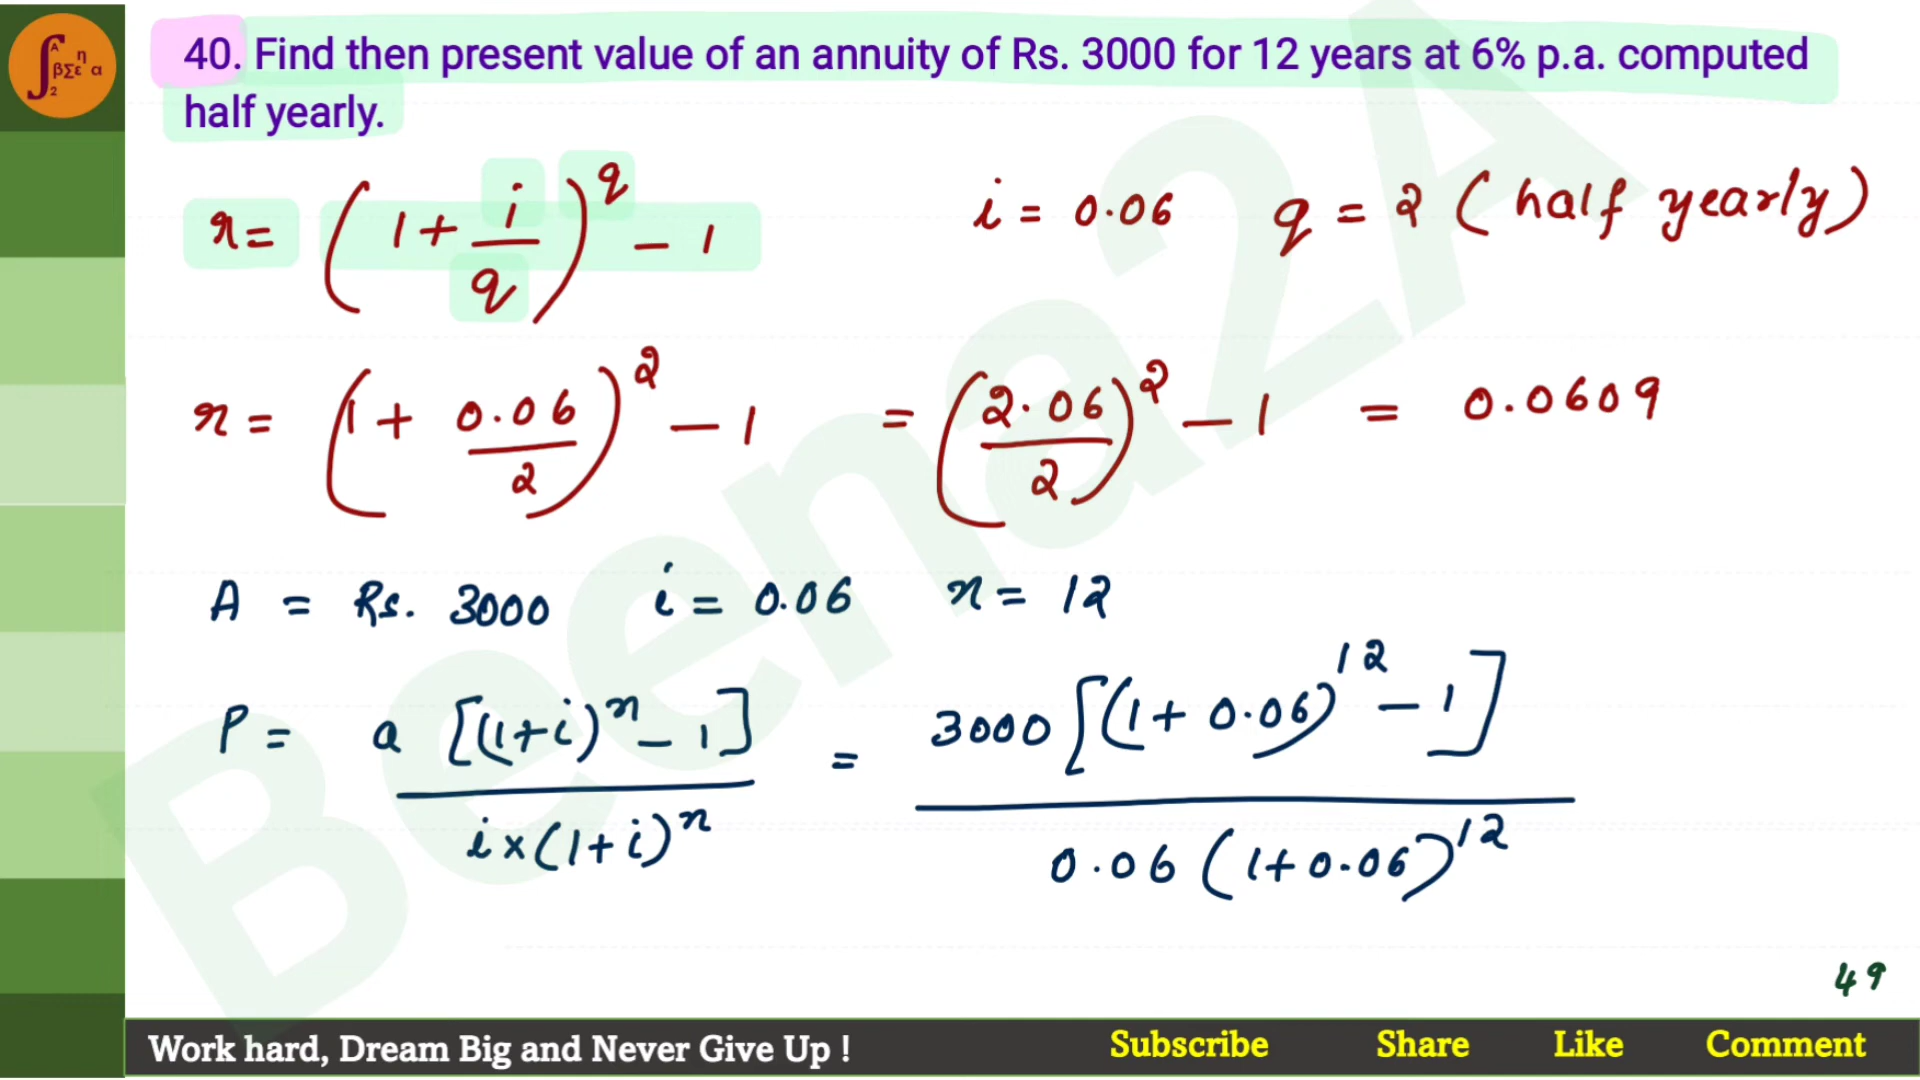 40. Find then present value of an annuity of Rs. 3000 for 12 years at 6% p.a. computed
half yearly.
r = (1 + i/q)^q - 1   i = 0.06   q = 2 (half yearly)
r = (1 + 0.06/2)^2 - 1 = (2.06/2)^2 - 1 = 0.0609
A = Rs. 3000   i = 0.06   n = 12
P = a [(1+i)^n - 1] / i×(1+i)^n = 3000 [(1 + 0.06)^12 - 1] / 0.06 (1+0.06)^12
49
Work hard, Dream Big and Never Give Up !   Subscribe   Share   Like   Comment
Beena2A
∫ A 2 η βΣε α